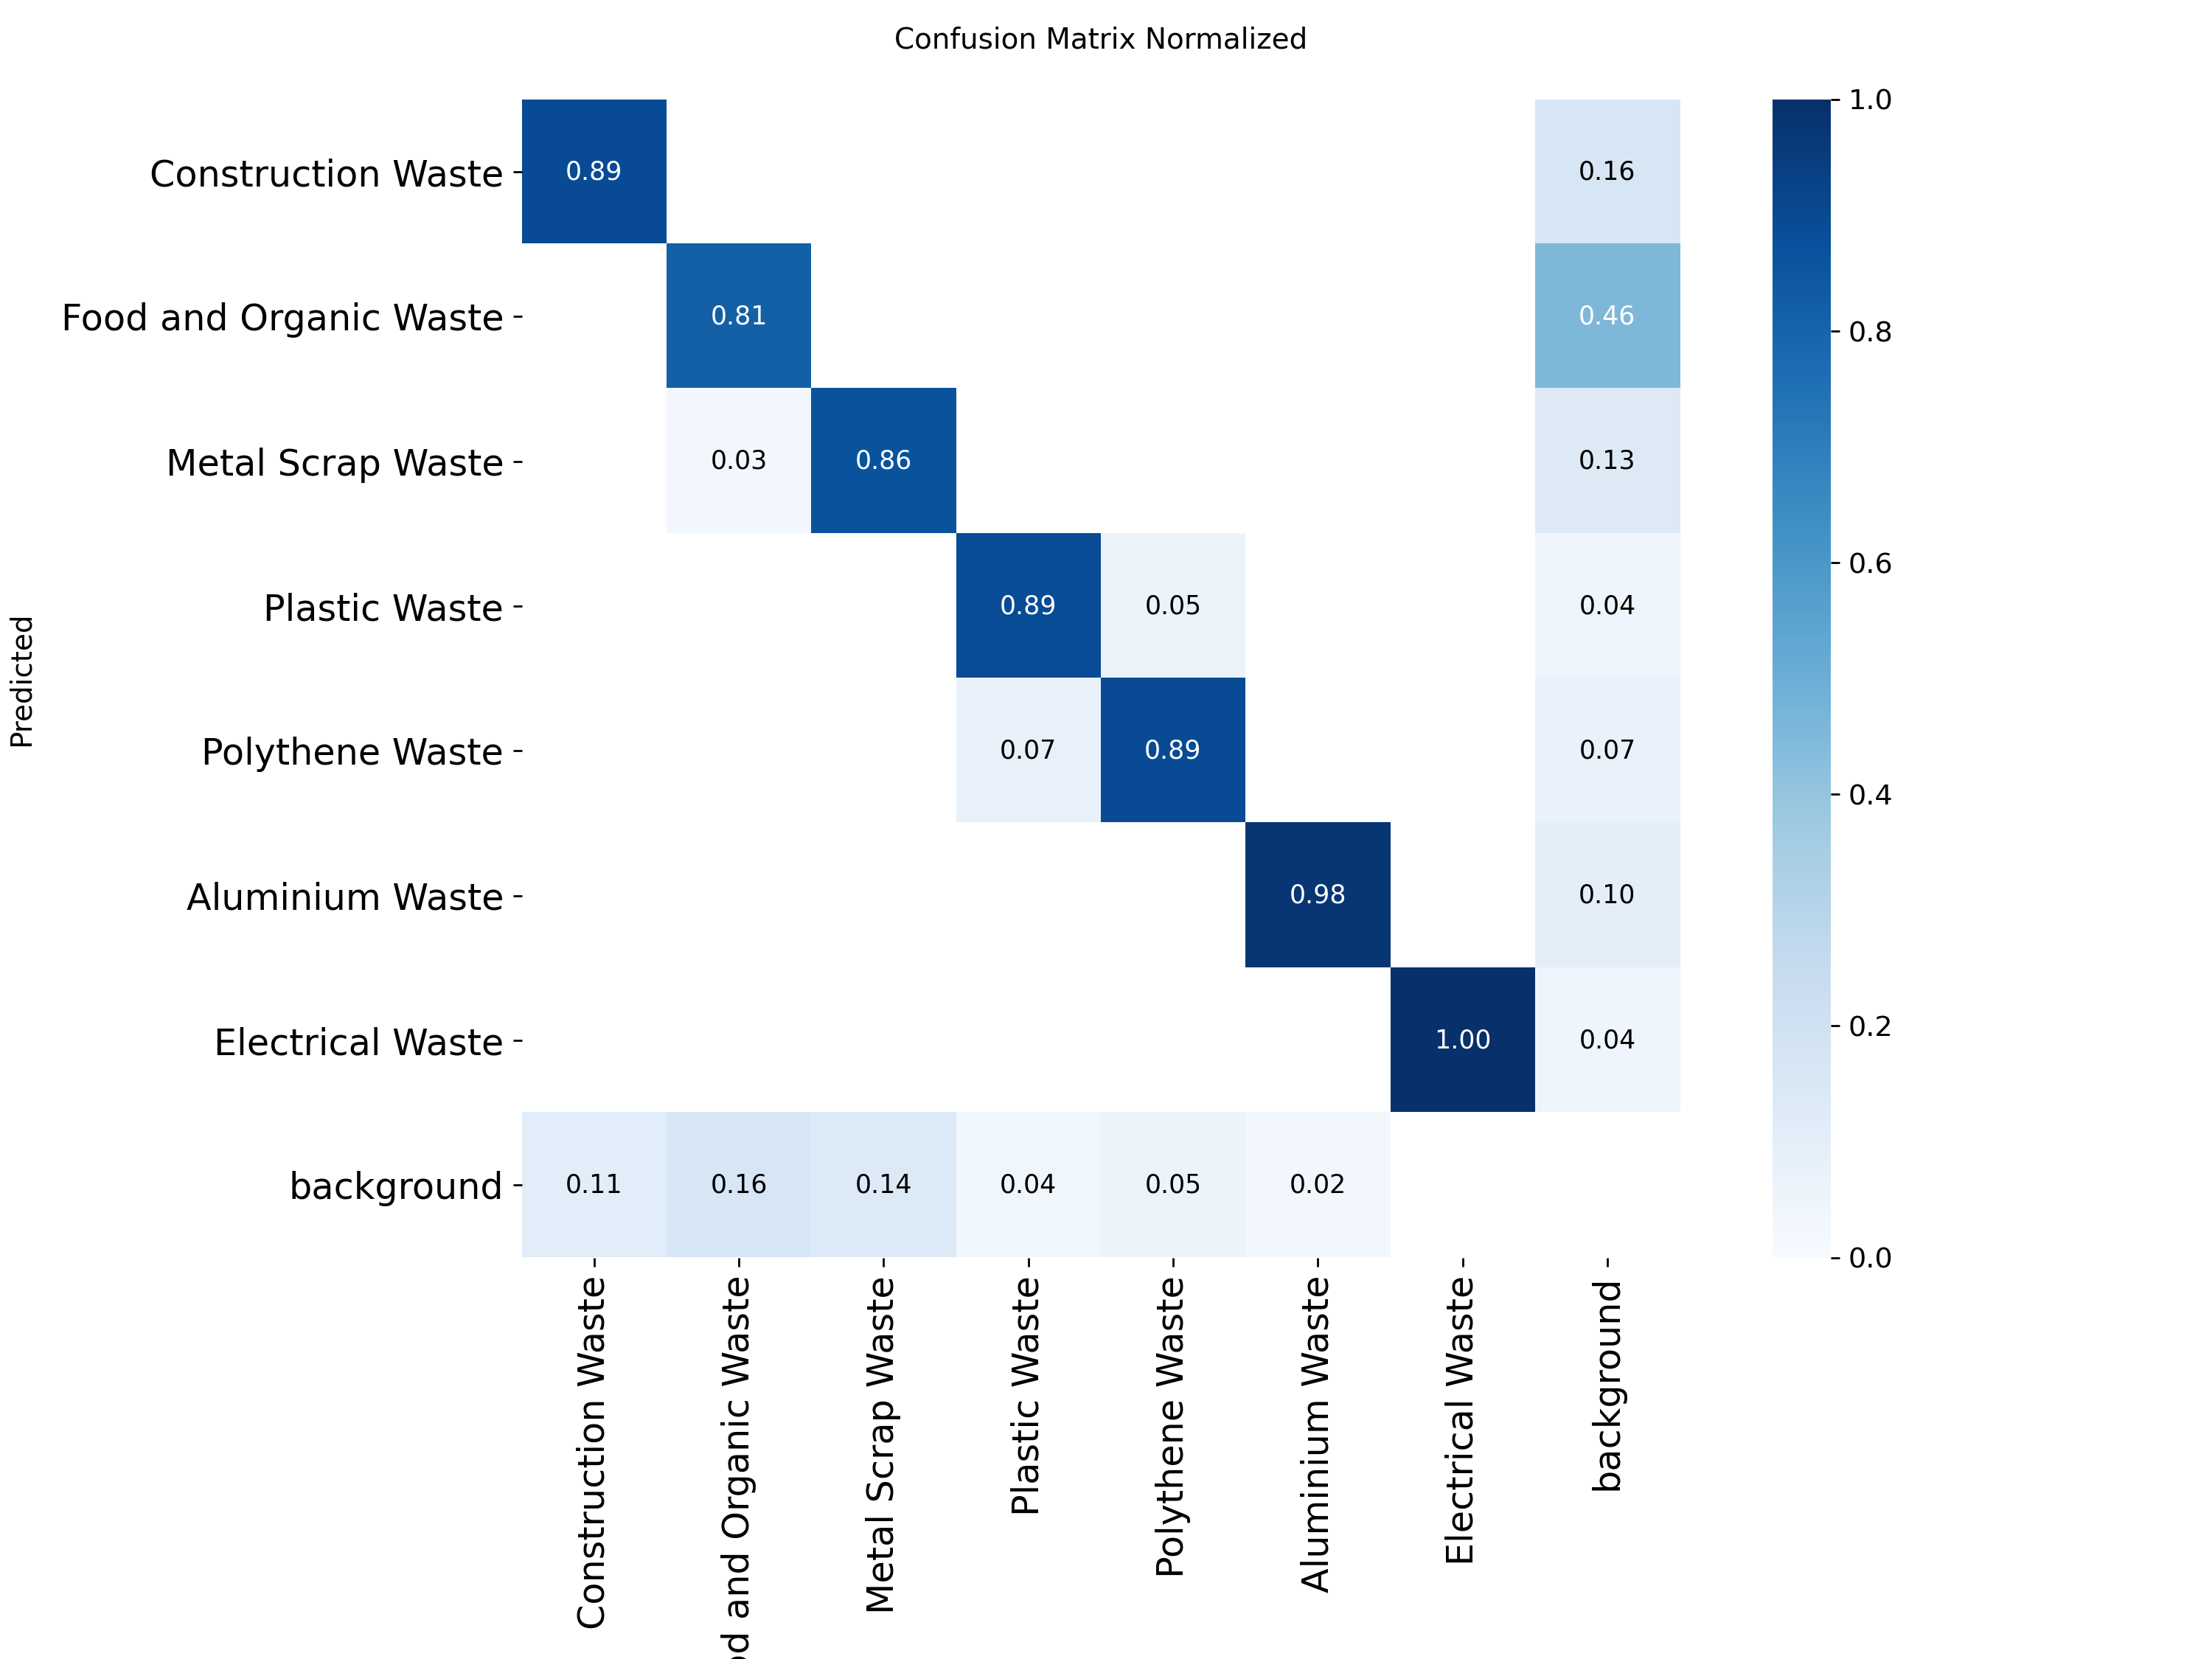 Confusion Matrix Normalized
Construction Waste 0.89 0.16
Food and Organic Waste 0.81 0.46
Metal Scrap Waste 0.03 0.86 0.13
Plastic Waste 0.89 0.05 0.04
Polythene Waste 0.07 0.89 0.07
Aluminium Waste 0.98 0.10
Electrical Waste 1.00 0.04
background 0.11 0.16 0.14 0.04 0.05 0.02
Predicted
Construction Waste
and Organic Waste
Metal Scrap Waste
Plastic Waste
Polythene Waste
Aluminium Waste
Electrical Waste
background
1.0
0.8
0.6
0.4
0.2
0.0